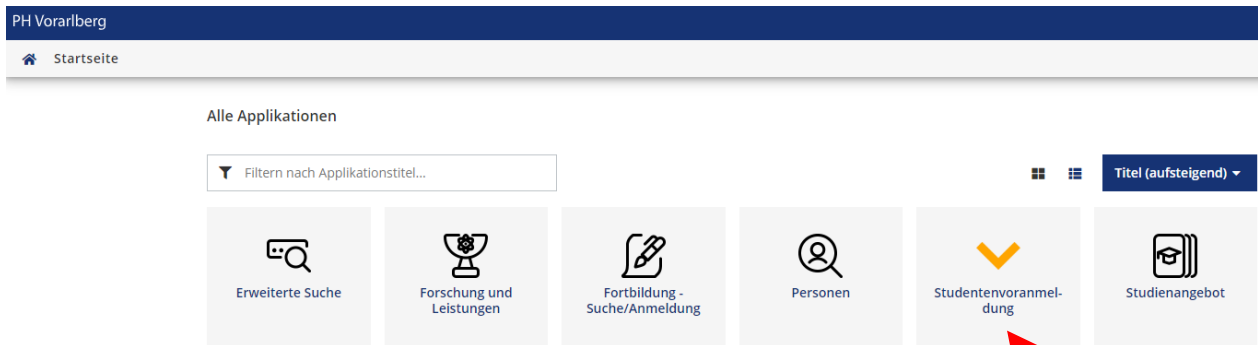 PH Vorarlberg
Startseite
Alle Applikationen
Filtern nach Applikationstitel...
Titel (aufsteigend)
Erweiterte Suche
Forschung und
Leistungen
Fortbildung -
Suche/Anmeldung
Personen
Studentenvoranmel-
dung
Studienangebot